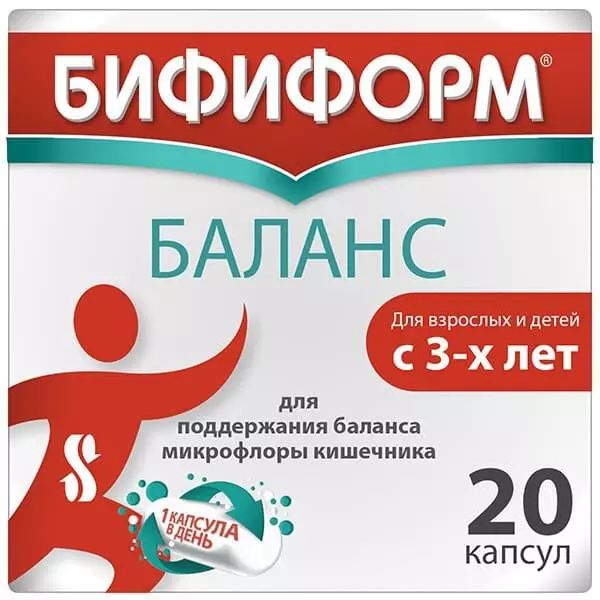 БИФИФОРМ®
БАЛАНС
Для взрослых и детей
с 3-х лет
для
поддержания баланса
микрофлоры кишечника
1 КАПСУЛА
В ДЕНЬ
20
капсул